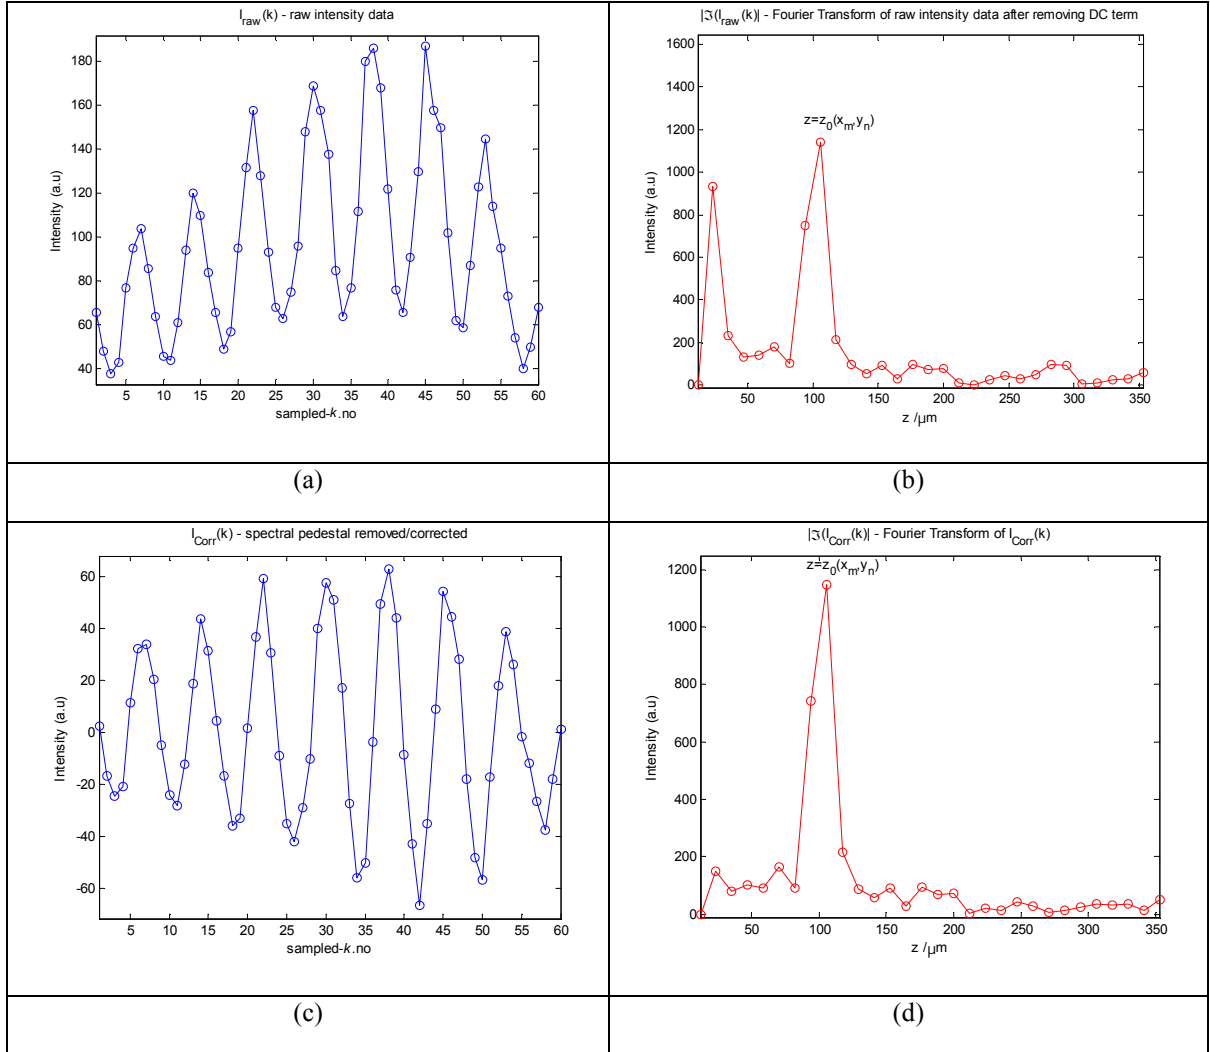 I_raw(k) - raw intensity data
Intensity (a.u)
180
160
140
120
100
80
60
40
5 10 15 20 25 30 35 40 45 50 55 60
sampled-k.no
(a)
|ℑ(I_raw(k)| - Fourier Transform of raw intensity data after removing DC term
z=z_0(x_m,y_n)
Intensity (a.u)
1600
1400
1200
1000
800
600
400
200
0
50 100 150 200 250 300 350
z /µm
(b)
I_Corr(k) - spectral pedestal removed/corrected
Intensity (a.u)
60
40
20
0
-20
-40
-60
5 10 15 20 25 30 35 40 45 50 55 60
sampled-k.no
(c)
|ℑ(I_Corr(k)| - Fourier Transform of I_Corr(k)
z=z_0(x_m,y_n)
Intensity (a.u)
1200
1000
800
600
400
200
0
50 100 150 200 250 300 350
z /µm
(d)